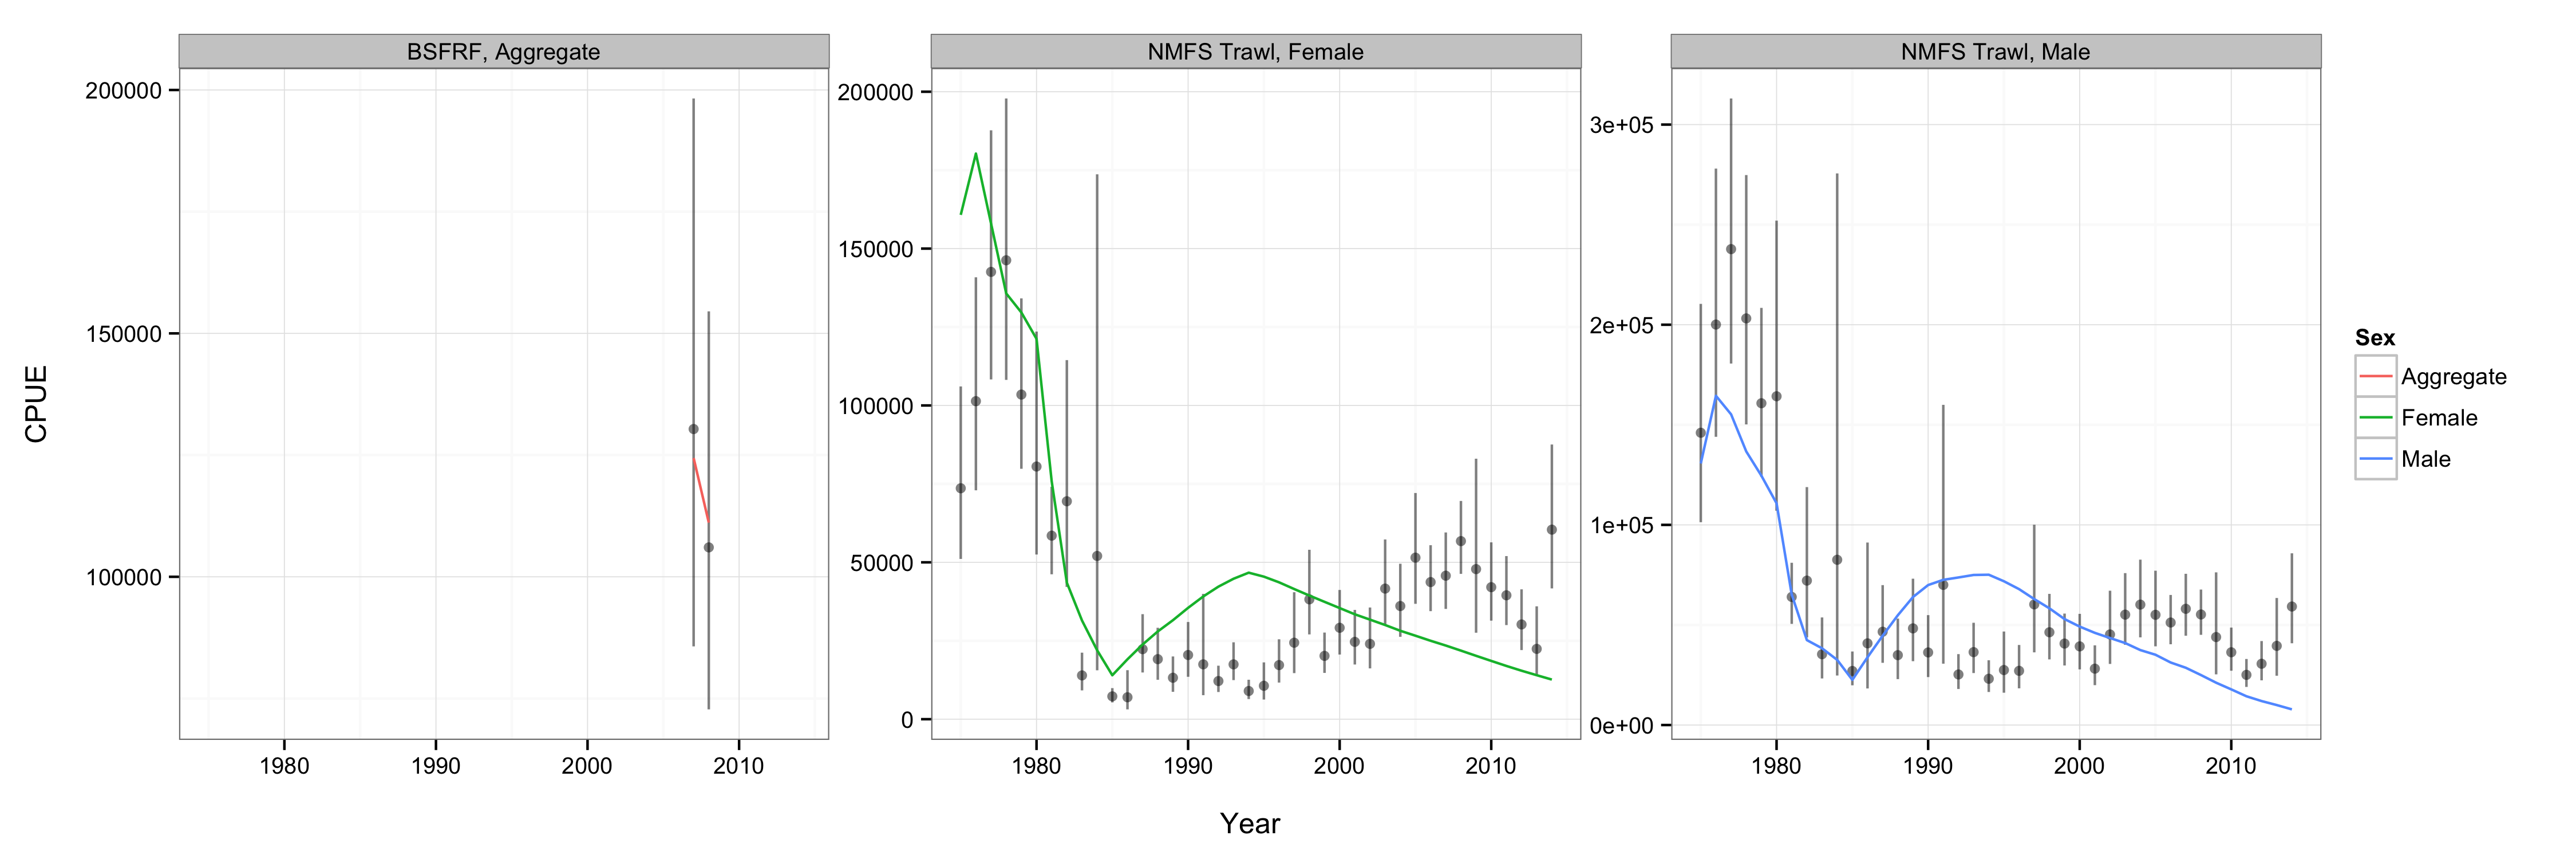 BSFRF, Aggregate
NMFS Trawl, Female
NMFS Trawl, Male
CPUE
200000
150000
100000
1980 1990 2000 2010
200000
150000
100000
50000
0
1980 1990 2000 2010
3e+05
2e+05
1e+05
0e+00
1980 1990 2000 2010
Year
Sex
Aggregate
Female
Male